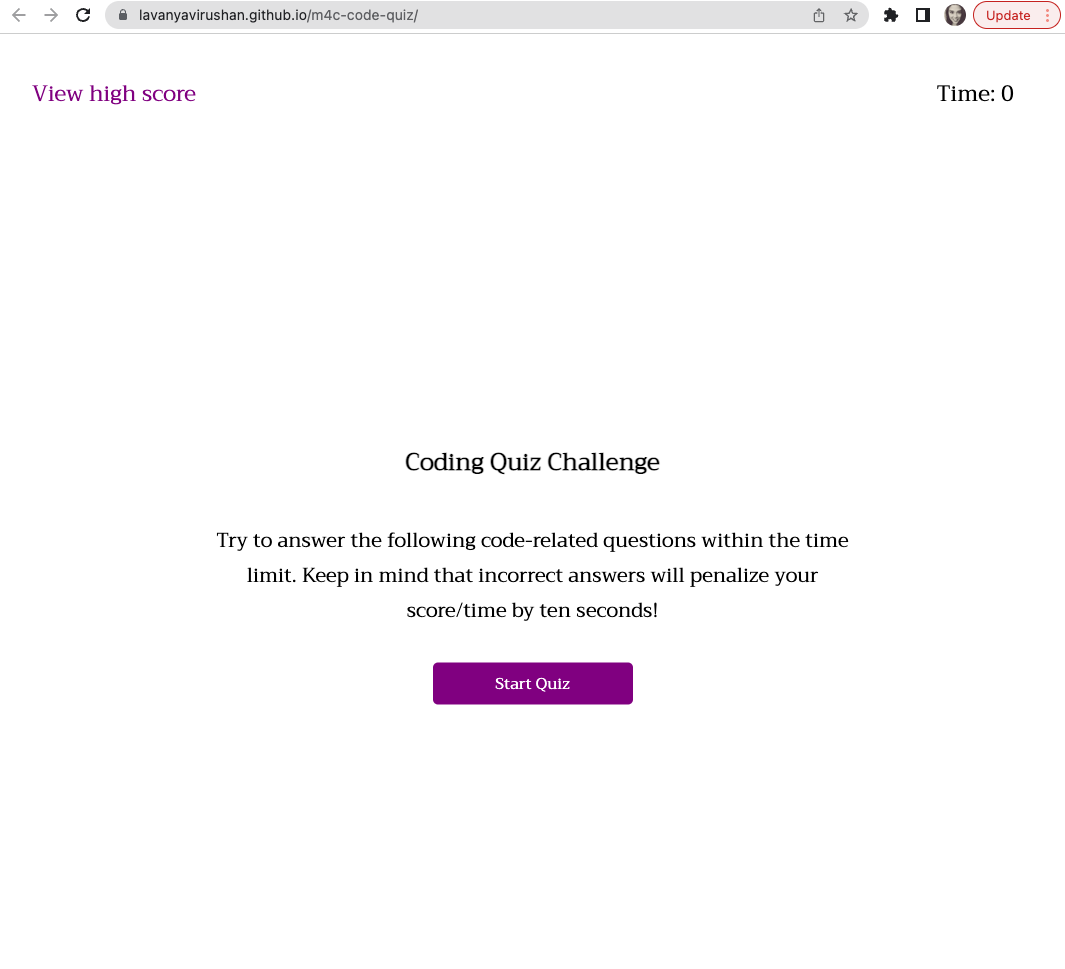 lavanyavirushan.github.io/m4c-code-quiz/
Update
View high score
Time: 0
Coding Quiz Challenge
Try to answer the following code-related questions within the time
limit. Keep in mind that incorrect answers will penalize your
score/time by ten seconds!
Start Quiz